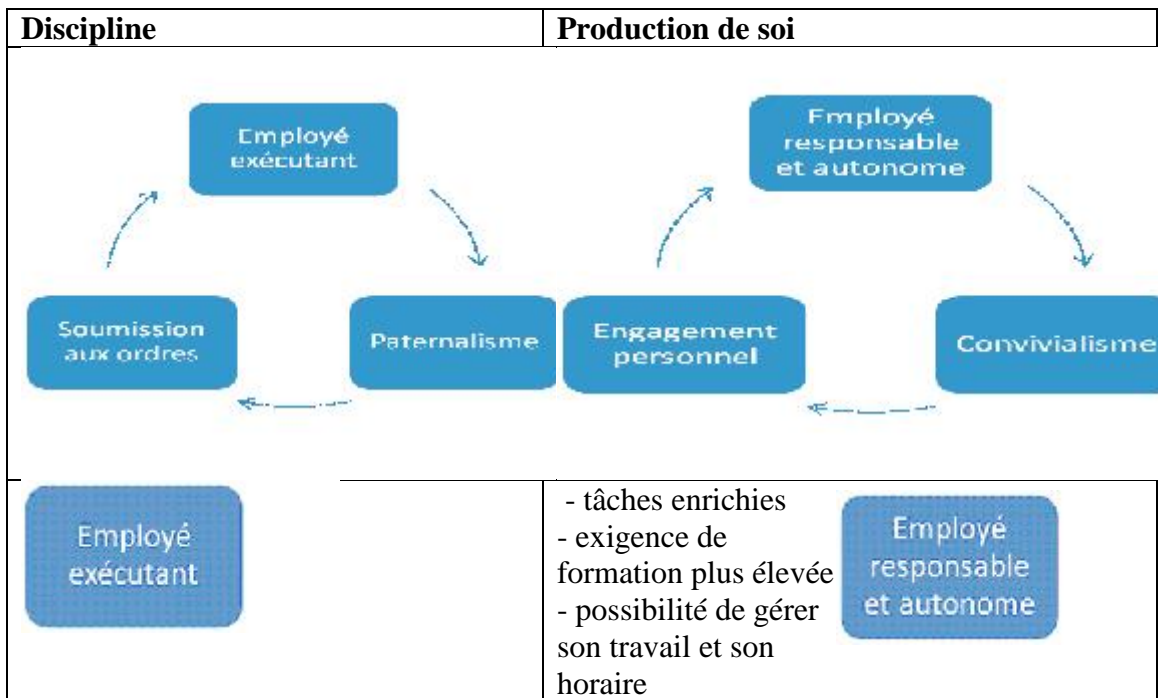 Discipline
Production de soi
Employé
exécutant
Soumission
aux ordres
Paternalisme
Employé
responsable
et autonome
Engagement
personnel
Convivialisme
Employé
exécutant
- tâches enrichies
- exigence de
formation plus élevée
- possibilité de gérer
son travail et son
horaire
Employé
responsable
et autonome